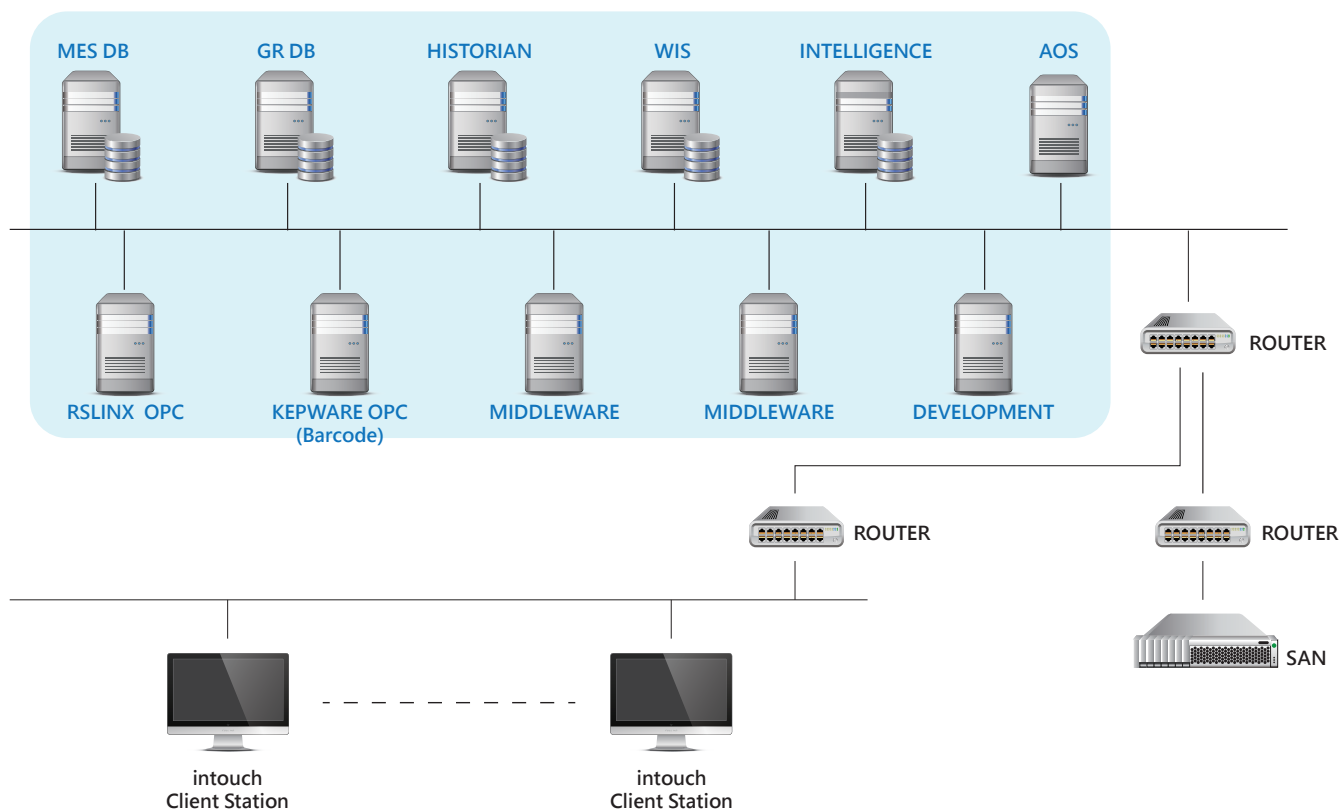 MES DB
GR DB
HISTORIAN
WIS
INTELLIGENCE
AOS
RSLINX OPC
KEPWARE OPC
(Barcode)
MIDDLEWARE
MIDDLEWARE
DEVELOPMENT
ROUTER
ROUTER
ROUTER
SAN
intouch
Client Station
intouch
Client Station